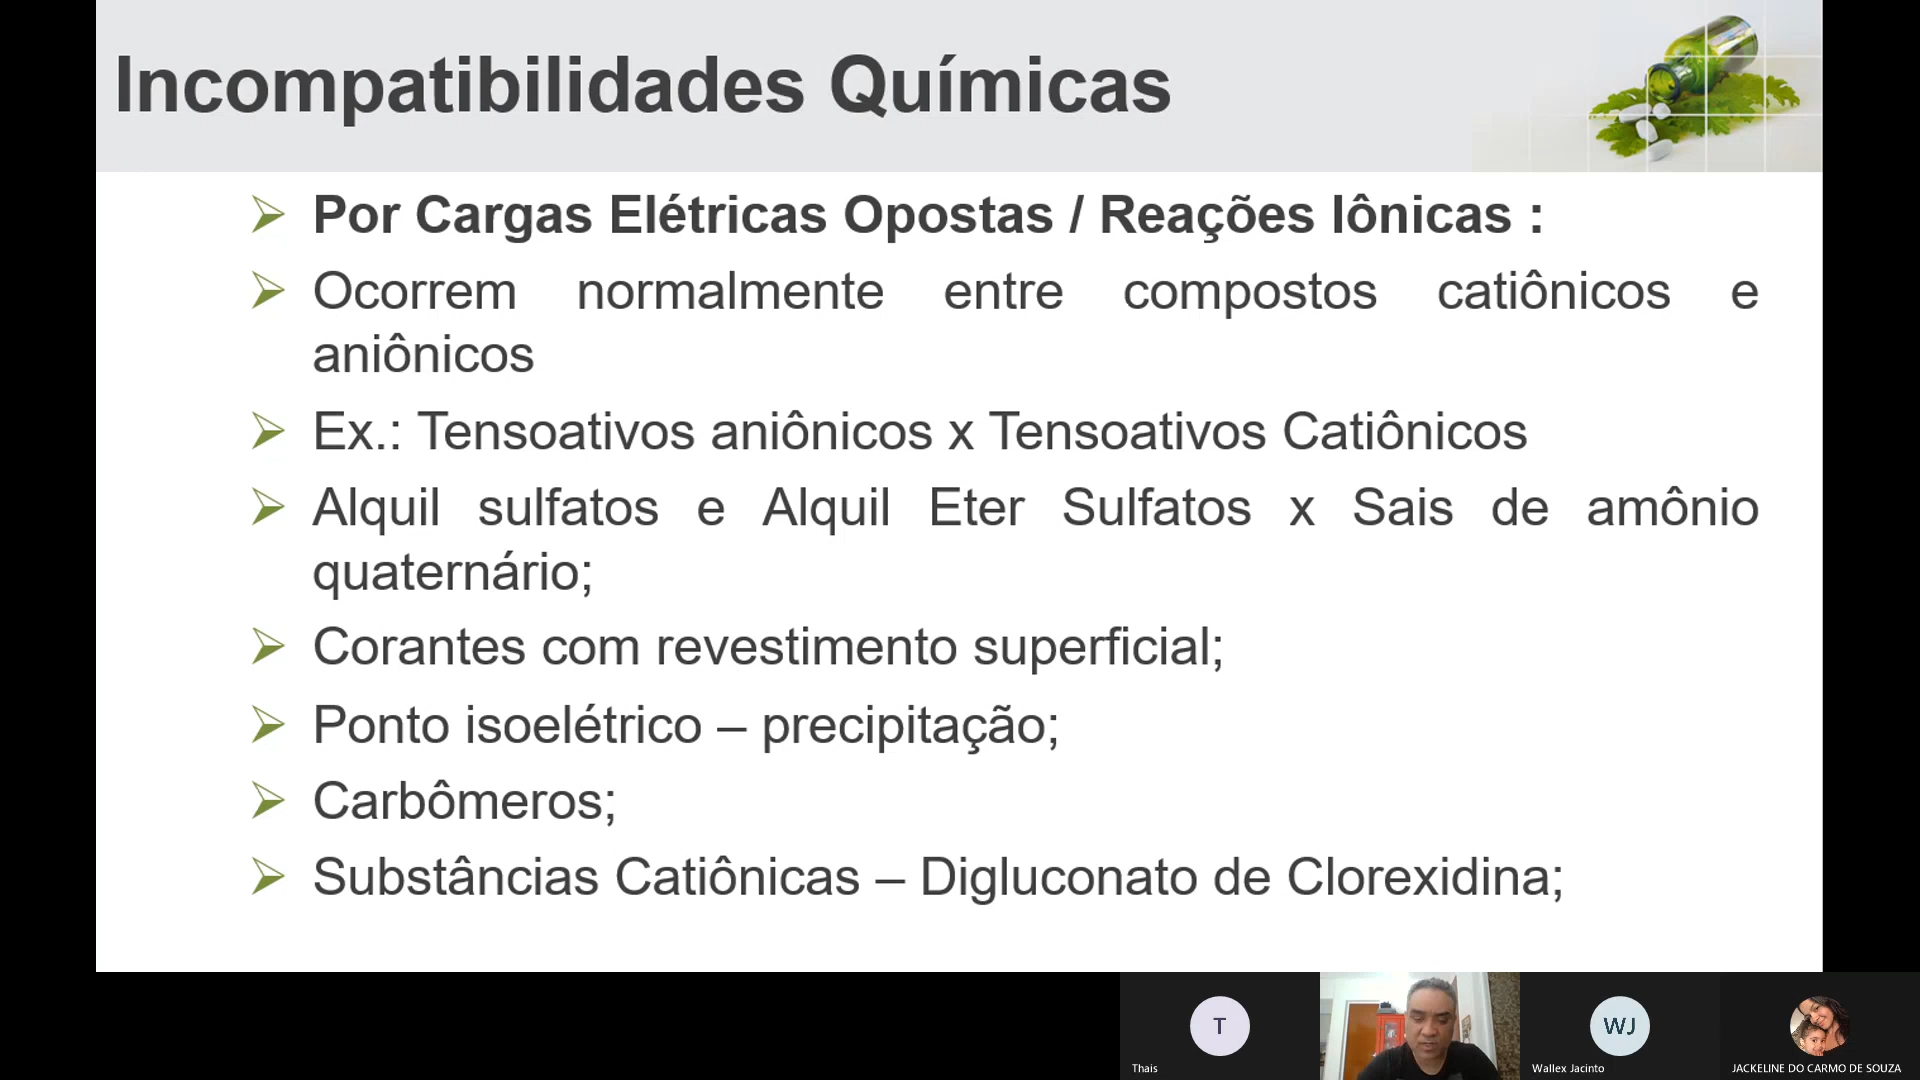 Incompatibilidades Químicas
Por Cargas Elétricas Opostas / Reações Iônicas :
Ocorrem normalmente entre compostos catiônicos e
aniônicos
Ex.: Tensoativos aniônicos x Tensoativos Catiônicos
Alquil sulfatos e Alquil Eter Sulfatos x Sais de amônio
quaternário;
Corantes com revestimento superficial;
Ponto isoelétrico – precipitação;
Carbômeros;
Substâncias Catiônicas – Digluconato de Clorexidina;
T
WJ
Thais
Wallex Jacinto
JACKELINE DO CARMO DE SOUZA